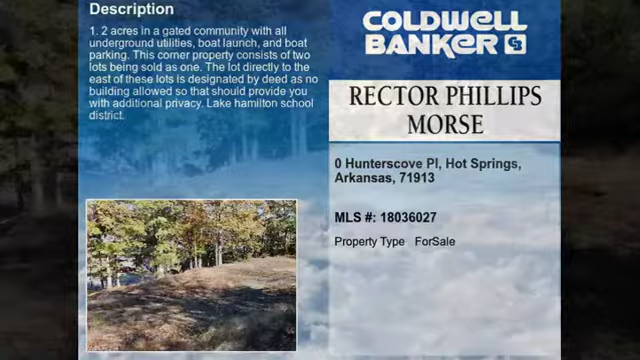 Description
1. 2 acres in a gated community with all
underground utilities, boat launch, and boat
parking. This corner property consists of two
lots being sold as one. The lot directly to the
east of these lots is designated by deed as no
building allowed so that should provide you
with additional privacy. Lake hamilton school
district.
COLDWELL
BANKER CB
RECTOR PHILLIPS
MORSE
0 Hunterscove Pl, Hot Springs,
Arkansas, 71913
MLS #: 18036027
Property Type ForSale